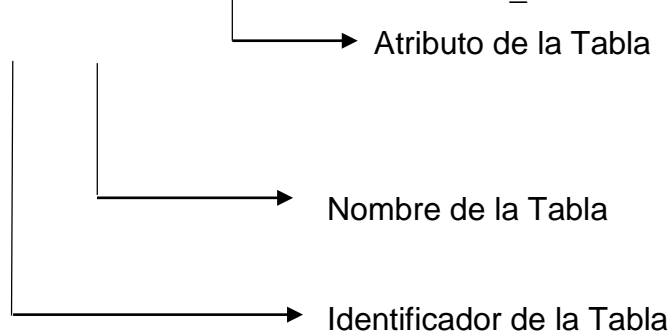 Atributo de la Tabla
Nombre de la Tabla
Identificador de la Tabla